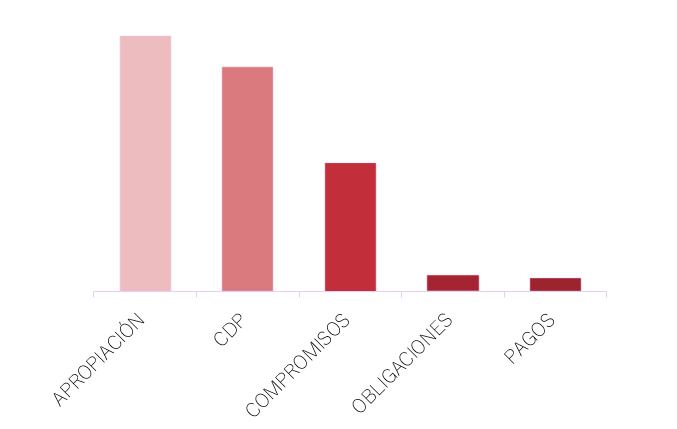 APROPIACIÓN
CDP
COMPROMISOS
OBLIGACIONES
PAGOS